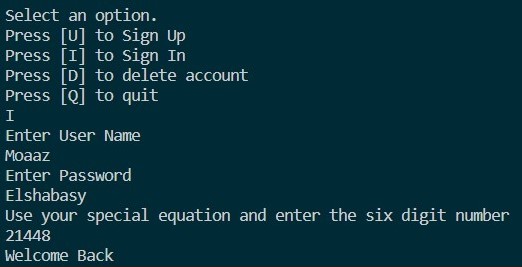 Select an option.
Press [U] to Sign Up
Press [I] to Sign In
Press [D] to delete account
Press [Q] to quit
I
Enter User Name
Moaaz
Enter Password
Elshabasy
Use your special equation and enter the six digit number
21448
Welcome Back